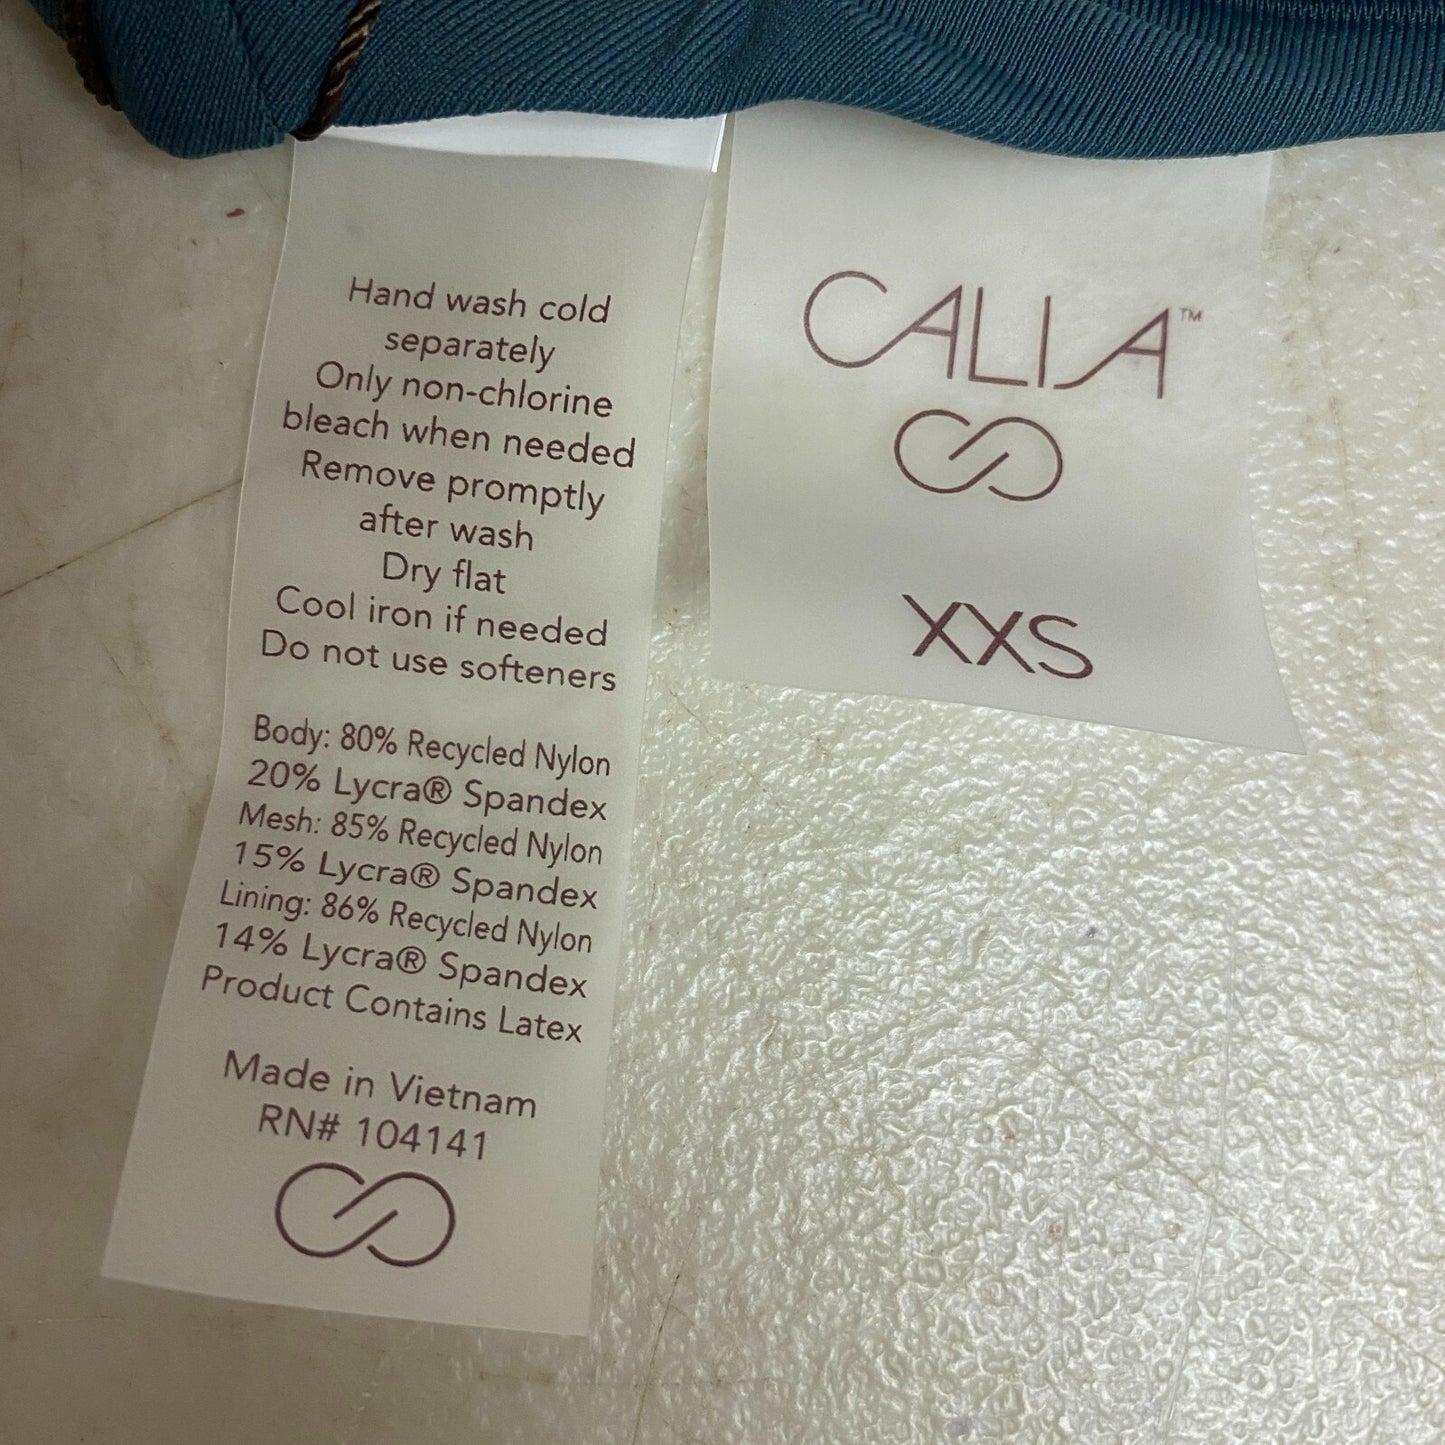 Hand wash cold
separately
Only non-chlorine
bleach when needed
Remove promptly
after wash
Dry flat
Cool iron if needed
Do not use softeners
Body: 80% Recycled Nylon
20% Lycra® Spandex
Mesh: 85% Recycled Nylon
15% Lycra® Spandex
Lining: 86% Recycled Nylon
14% Lycra® Spandex
Product Contains Latex
Made in Vietnam
RN# 104141
CALIA™
XXS